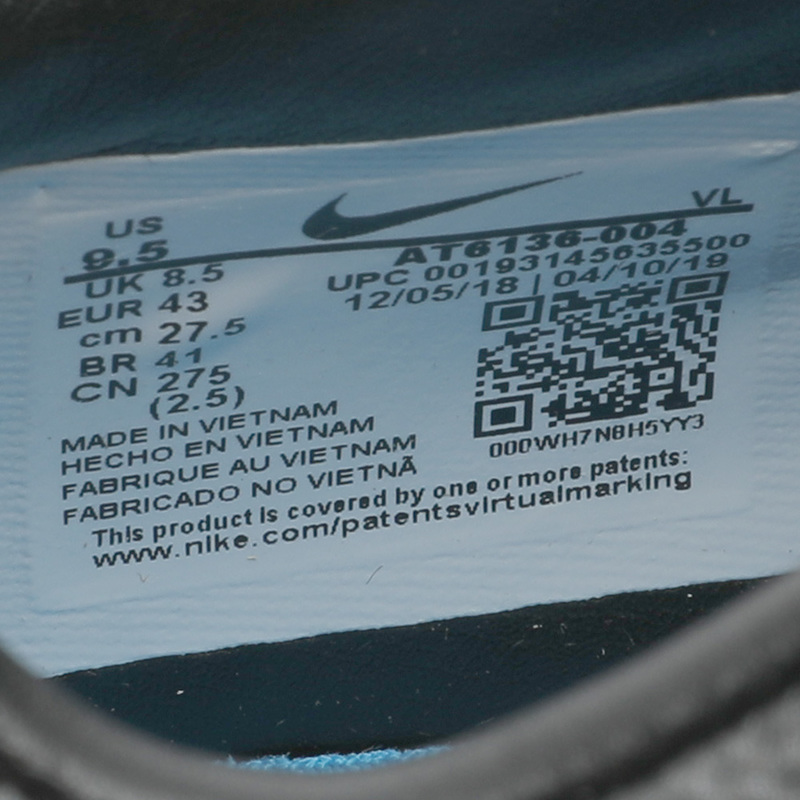 US
9.5
VL
UK 8.5
AT6136-004
EUR 43
UPC 00193145635500
cm 27.5
12/05/18 | 04/10/19
BR 41
CN 275
(2.5)
MADE IN VIETNAM
HECHO EN VIETNAM
FABRIQUE AU VIETNAM
FABRICADO NO VIETNÃ
000WH7N8H5YY3
This product is covered by one or more patents:
www.nike.com/patentsvirtualmarking